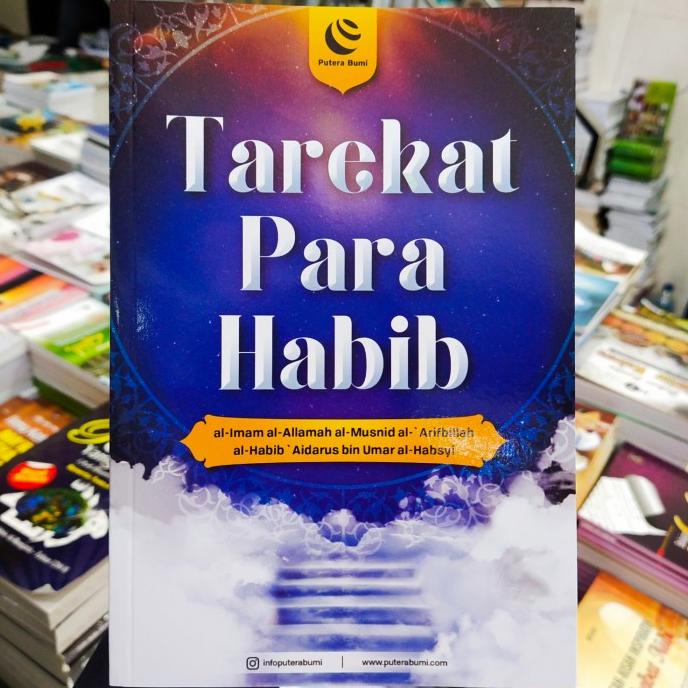 Putera Bumi
Tarekat
Para
Habib
al-Imam al-Allamah al-Musnid al-`Arifbillah
al-Habib `Aidarus bin Umar al-Habsyi
infoputerabumi
www.puterabumi.com